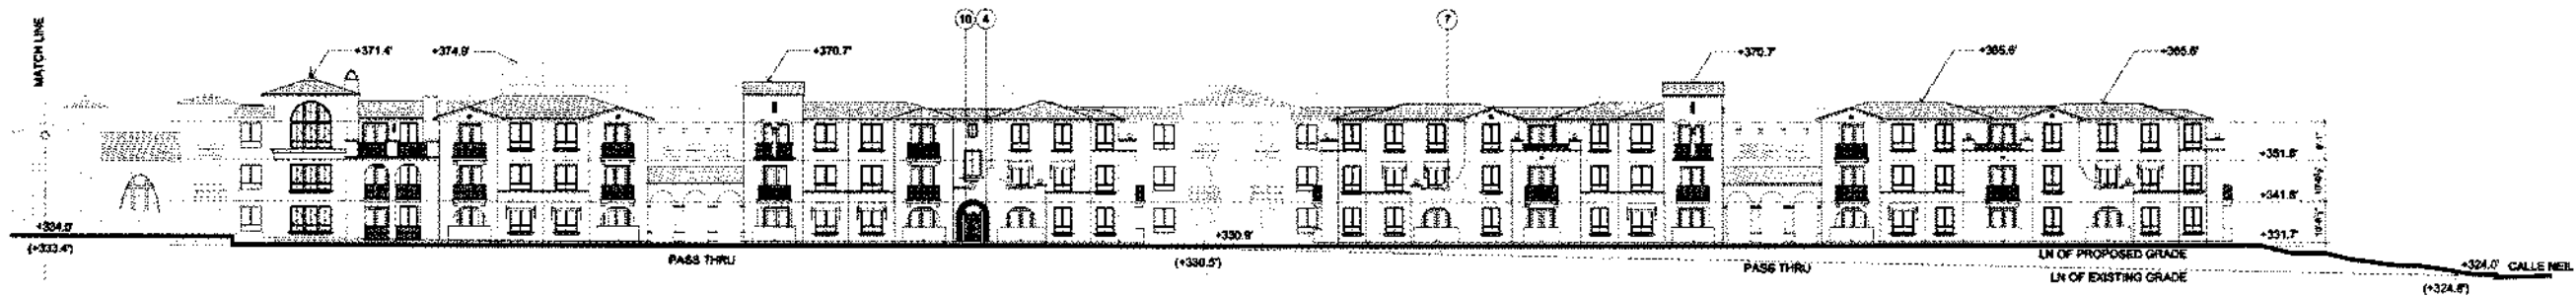 MATCH LINE
10 4
7
+371.4'
+374.9'
+370.7'
+370.7'
+365.6'
+365.6'
+351.8'
+341.8'
+331.7'
+334.0'
(+333.4')
PASS THRU
+330.9'
(+330.5')
PASS THRU
LN OF PROPOSED GRADE
LN OF EXISTING GRADE
+324.0' CALLE NEIL
(+324.8')